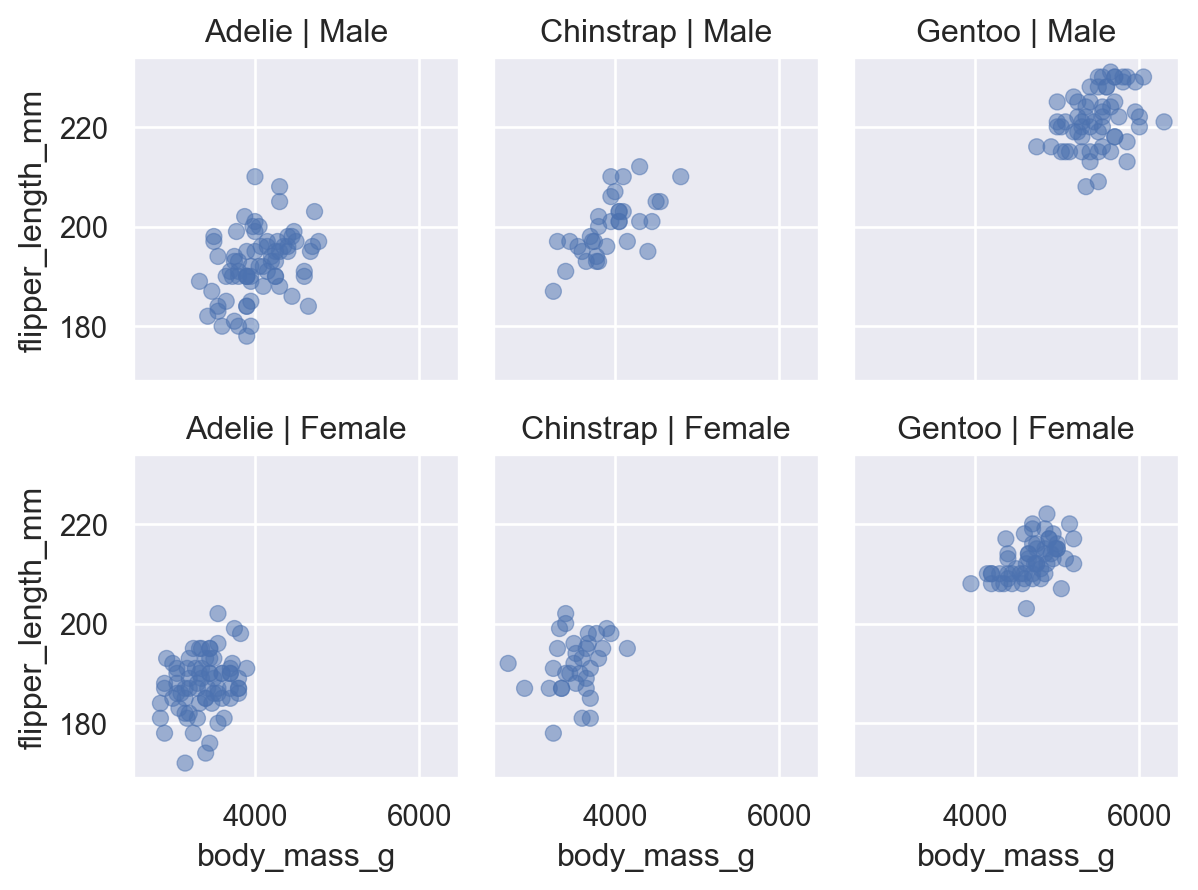 Adelie | Male
Chinstrap | Male
Gentoo | Male
flipper_length_mm
220
200
180
Adelie | Female
Chinstrap | Female
Gentoo | Female
flipper_length_mm
220
200
180
4000 6000
4000 6000
4000 6000
body_mass_g
body_mass_g
body_mass_g